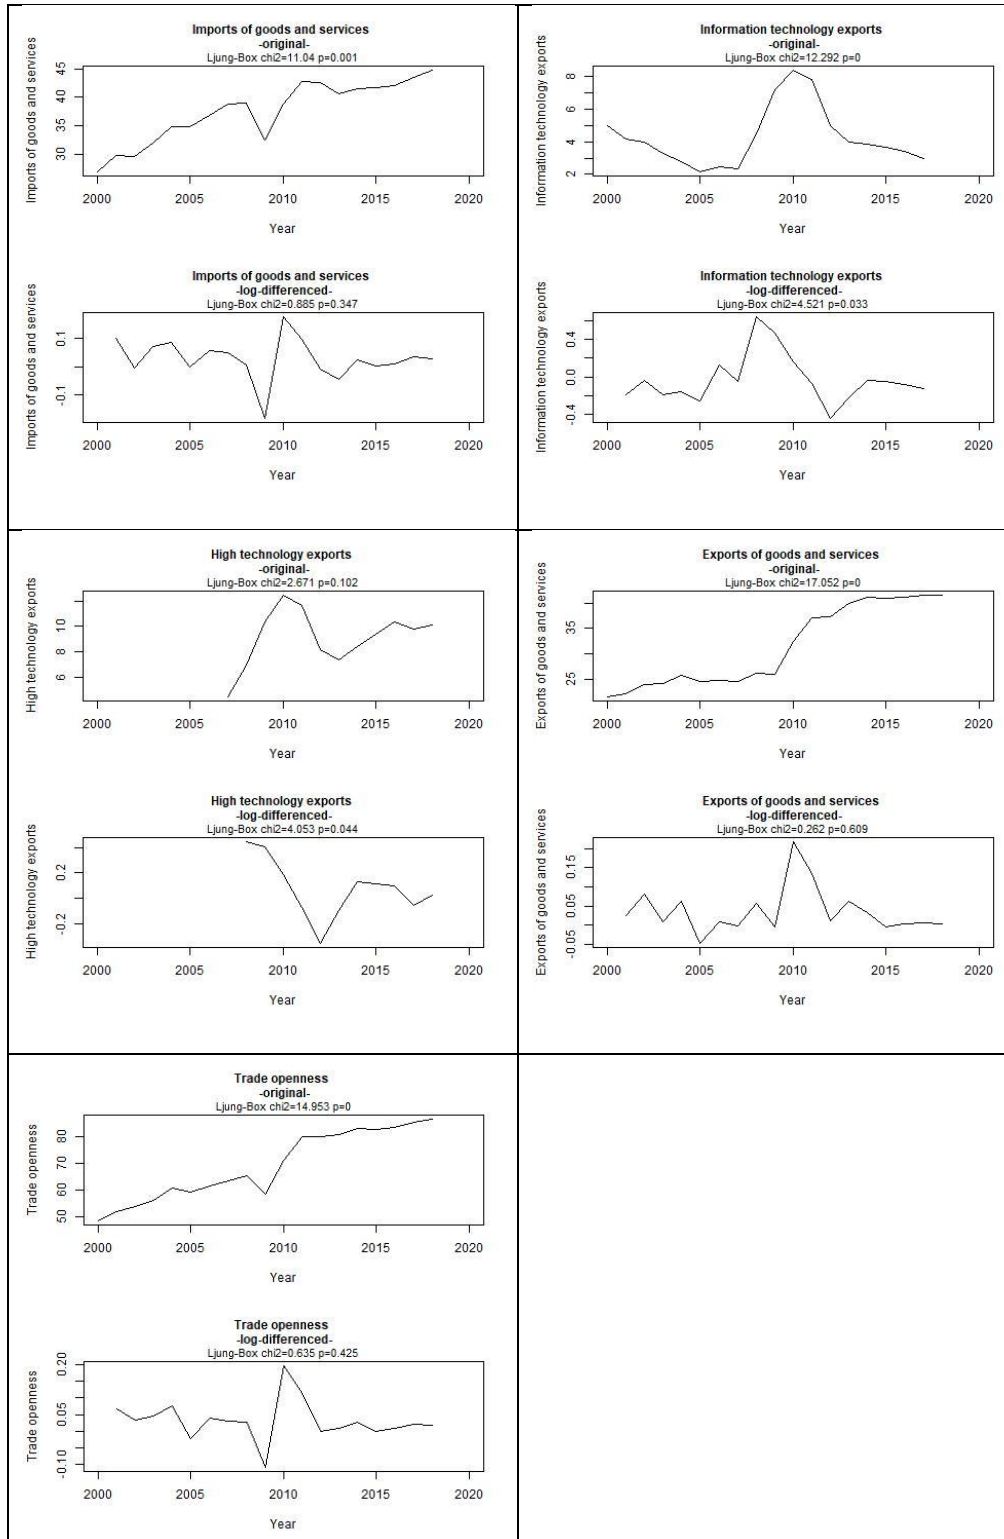 Imports of goods and services
-original-
Ljung-Box chi2=11.04 p=0.001
Imports of goods and services
45
40
35
30
2000 2005 2010 2015 2020
Year
Imports of goods and services
-log-differenced-
Ljung-Box chi2=0.885 p=0.347
Imports of goods and services
0.1
-0.1
2000 2005 2010 2015 2020
Year
Information technology exports
-original-
Ljung-Box chi2=12.292 p=0
Information technology exports
8
6
4
2
2000 2005 2010 2015 2020
Year
Information technology exports
-log-differenced-
Ljung-Box chi2=4.521 p=0.033
Information technology exports
0.4
0.0
-0.4
2000 2005 2010 2015 2020
Year
High technology exports
-original-
Ljung-Box chi2=2.671 p=0.102
High technology exports
10
8
6
2000 2005 2010 2015 2020
Year
High technology exports
-log-differenced-
Ljung-Box chi2=4.053 p=0.044
High technology exports
0.2
-0.2
2000 2005 2010 2015 2020
Year
Exports of goods and services
-original-
Ljung-Box chi2=17.052 p=0
Exports of goods and services
35
25
2000 2005 2010 2015 2020
Year
Exports of goods and services
-log-differenced-
Ljung-Box chi2=0.262 p=0.609
Exports of goods and services
0.15
0.05
-0.05
2000 2005 2010 2015 2020
Year
Trade openness
-original-
Ljung-Box chi2=14.953 p=0
Trade openness
80
70
60
50
2000 2005 2010 2015 2020
Year
Trade openness
-log-differenced-
Ljung-Box chi2=0.635 p=0.425
Trade openness
0.20
0.05
-0.10
2000 2005 2010 2015 2020
Year